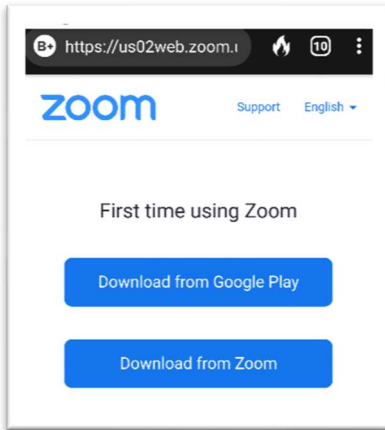 B+ https://us02web.zoom.u 10
zoom Support English
First time using Zoom
Download from Google Play
Download from Zoom